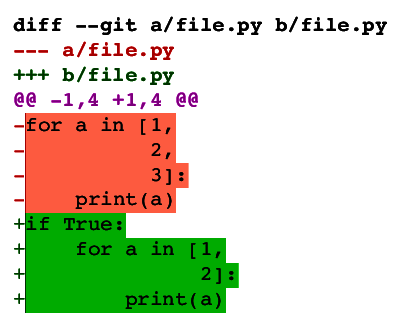 diff --git a/file.py b/file.py
--- a/file.py
+++ b/file.py
@@ -1,4 +1,4 @@
-for a in [1,
-          2,
-          3]:
-    print(a)
+if True:
+    for a in [1,
+              2]:
+        print(a)